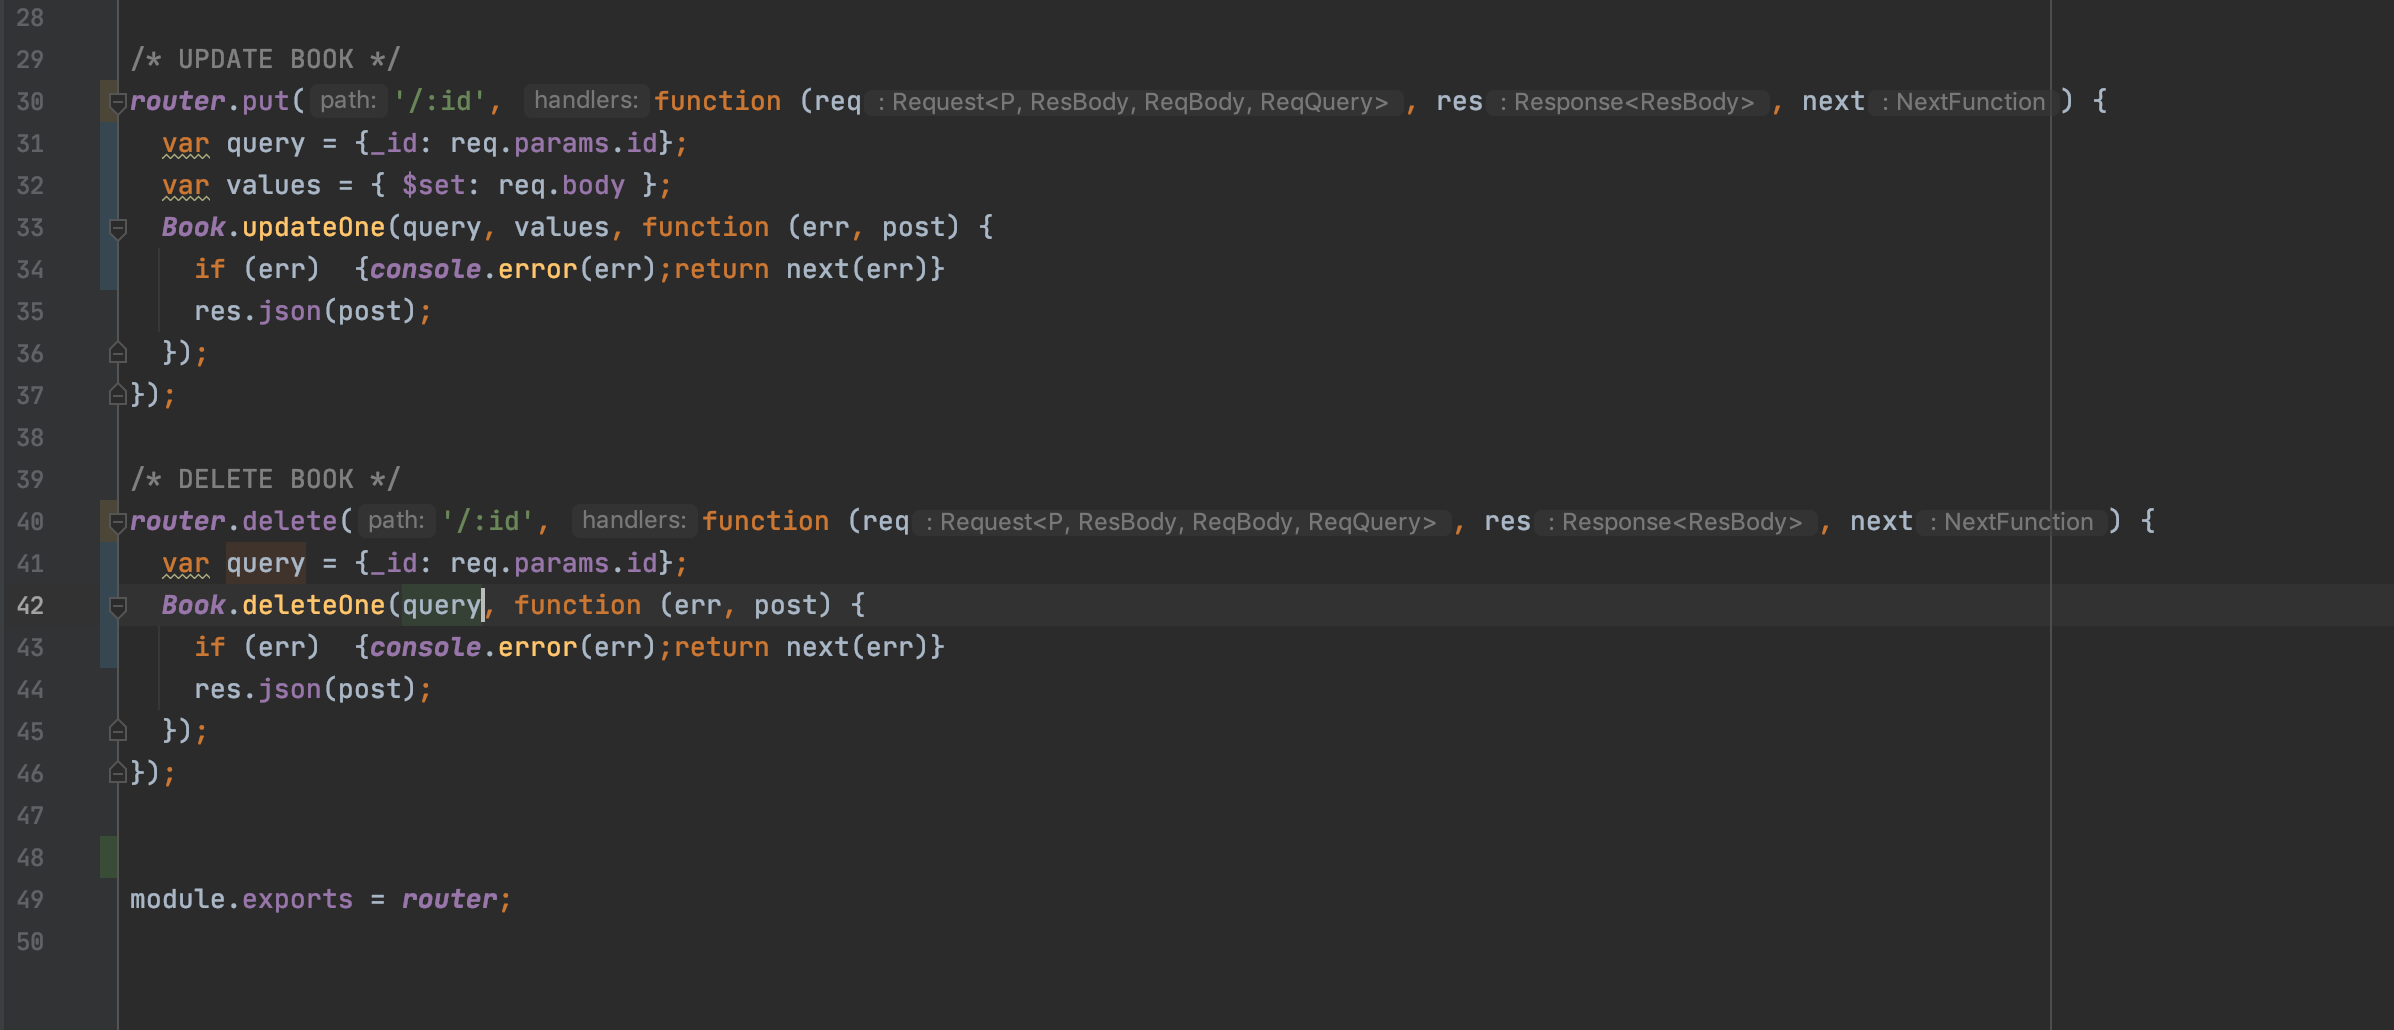 28
29 /* UPDATE BOOK */
30 router.put( path: '/:id', handlers: function (req : Request<P, ResBody, ReqBody, ReqQuery> , res : Response<ResBody> , next : NextFunction ) {
31   var query = {_id: req.params.id};
32   var values = { $set: req.body };
33   Book.updateOne(query, values, function (err, post) {
34     if (err)  {console.error(err);return next(err)}
35     res.json(post);
36   });
37 });
38
39 /* DELETE BOOK */
40 router.delete( path: '/:id', handlers: function (req : Request<P, ResBody, ReqBody, ReqQuery> , res : Response<ResBody> , next : NextFunction ) {
41   var query = {_id: req.params.id};
42   Book.deleteOne(query, function (err, post) {
43     if (err)  {console.error(err);return next(err)}
44     res.json(post);
45   });
46 });
47
48
49 module.exports = router;
50